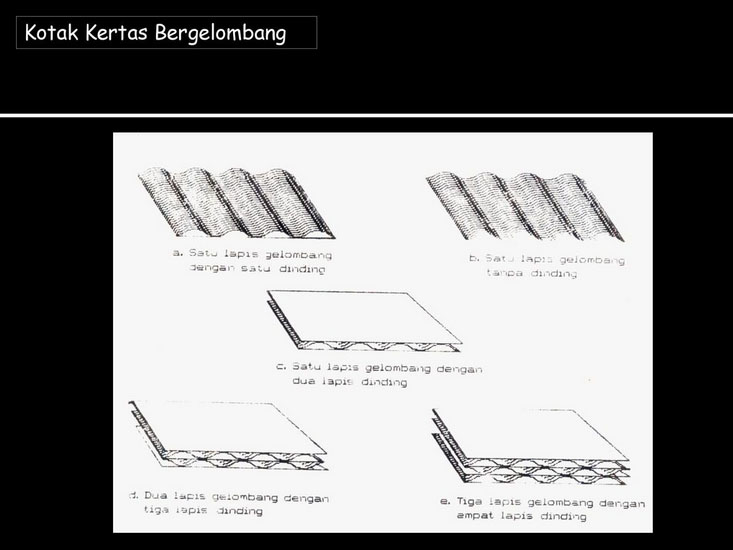 Kotak Kertas Bergelombang
a. Satu lapis gelombang
dengan satu dinding
b. Satu lapis gelombang
tanpa dinding
c. Satu lapis gelombang dengan
dua lapis dinding
d. Dua lapis gelombang dengan
tiga lapis dinding
e. Tiga lapis gelombang dengan
ampat lapis dinding